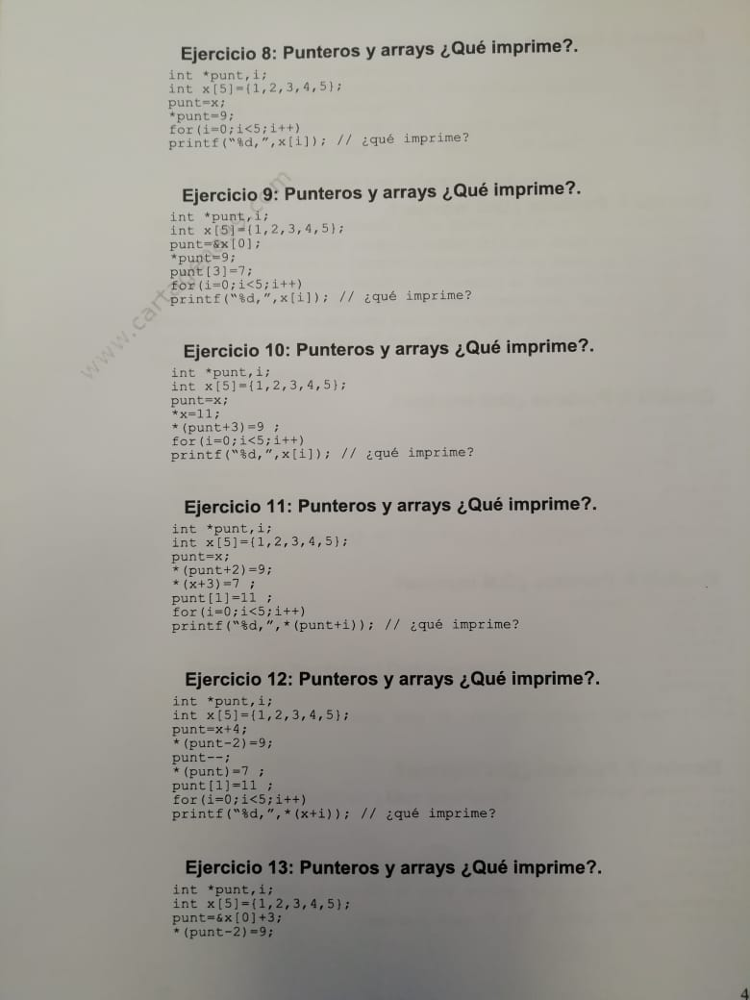 Ejercicio 8: Punteros y arrays ¿Qué imprime?.
int *punt,i;
int x[5]={1,2,3,4,5};
punt=x;
*punt=9;
for(i=0;i<5;i++)
printf(“%d,”,x[i]); // ¿qué imprime?
Ejercicio 9: Punteros y arrays ¿Qué imprime?.
int *punt,i;
int x[5]={1,2,3,4,5};
punt=&x[0];
*punt=9;
punt[3]=7;
for(i=0;i<5;i++)
printf(“%d,”,x[i]); // ¿qué imprime?
Ejercicio 10: Punteros y arrays ¿Qué imprime?.
int *punt,i;
int x[5]={1,2,3,4,5};
punt=x;
*x=11;
*(punt+3)=9 ;
for(i=0;i<5;i++)
printf(“%d,”,x[i]); // ¿qué imprime?
Ejercicio 11: Punteros y arrays ¿Qué imprime?.
int *punt,i;
int x[5]={1,2,3,4,5};
punt=x;
*(punt+2)=9;
*(x+3)=7 ;
punt[1]=11 ;
for(i=0;i<5;i++)
printf(“%d,”,*(punt+i)); // ¿qué imprime?
Ejercicio 12: Punteros y arrays ¿Qué imprime?.
int *punt,i;
int x[5]={1,2,3,4,5};
punt=x+4;
*(punt-2)=9;
punt--;
*(punt)=7 ;
punt[1]=11 ;
for(i=0;i<5;i++)
printf(“%d,”,*(x+i)); // ¿qué imprime?
Ejercicio 13: Punteros y arrays ¿Qué imprime?.
int *punt,i;
int x[5]={1,2,3,4,5};
punt=&x[0]+3;
*(punt-2)=9;
4